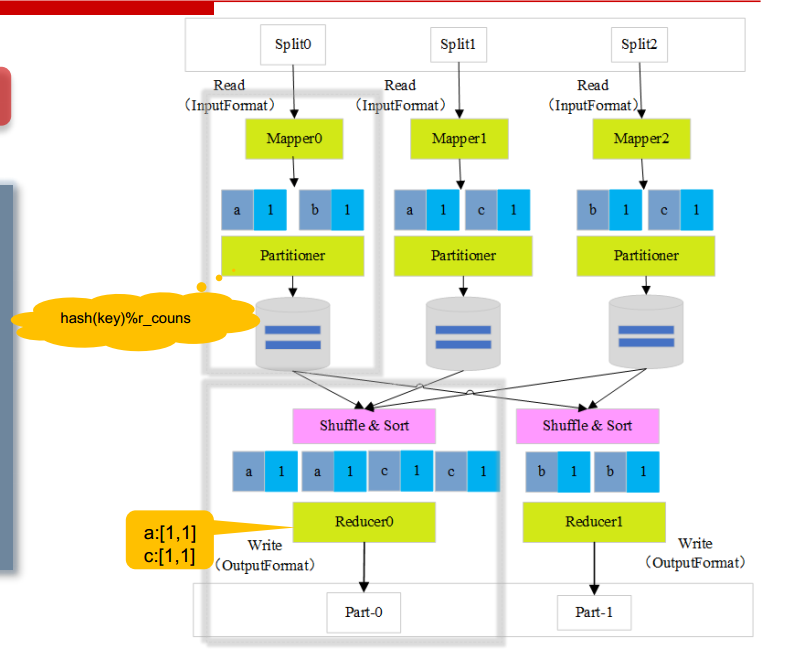 Split0
Split1
Split2
Read
（InputFormat）
Read
（InputFormat）
Read
（InputFormat）
Mapper0
Mapper1
Mapper2
a 1 b 1
a 1 c 1
b 1 c 1
Partitioner
Partitioner
Partitioner
hash(key)%r_couns
Shuffle & Sort
Shuffle & Sort
a 1 a 1 c 1 c 1
b 1 b 1
Reducer0
Reducer1
a:[1,1]
c:[1,1]
Write
（OutputFormat）
Write
（OutputFormat）
Part-0
Part-1